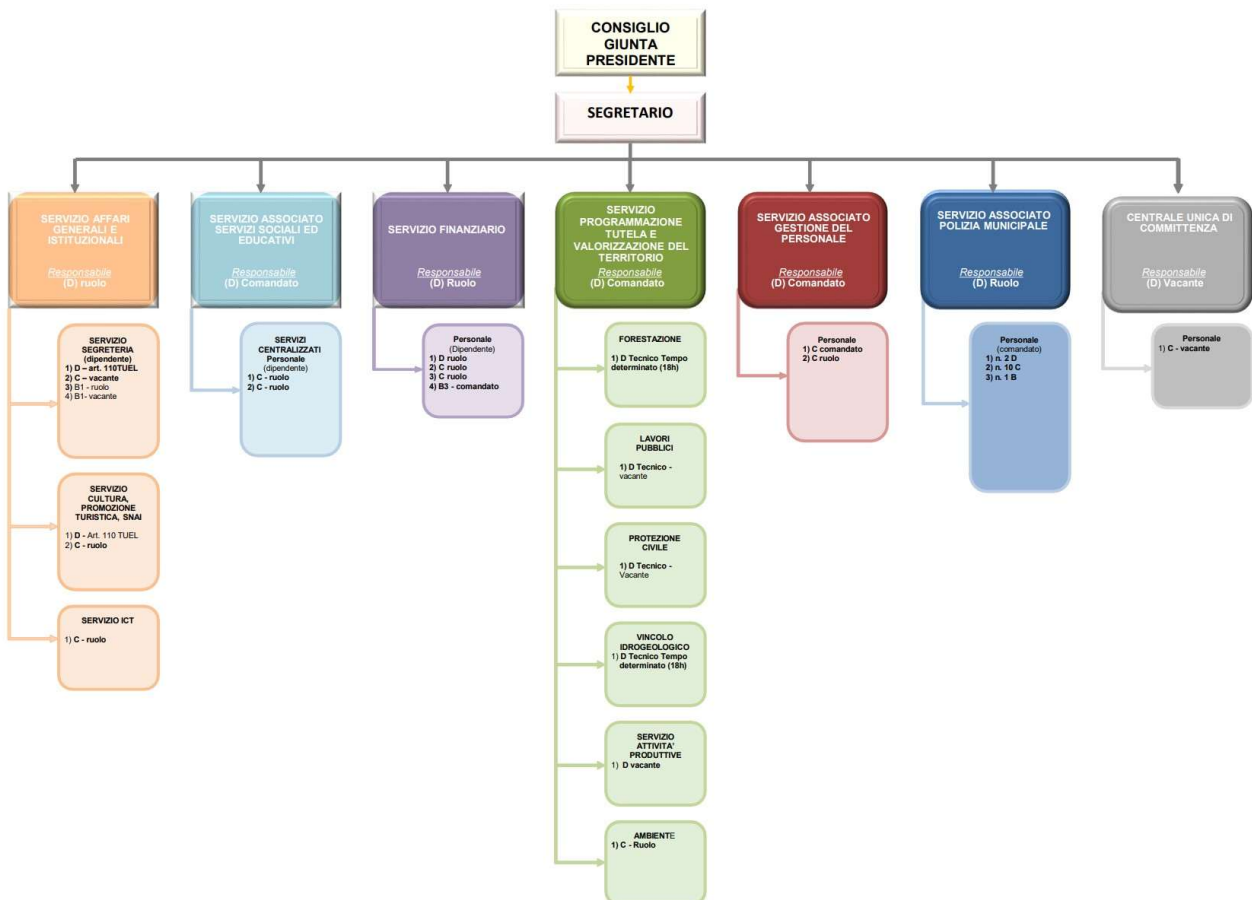 CONSIGLIO
GIUNTA
PRESIDENTE
SEGRETARIO
SERVIZIO AFFARI
GENERALI E
ISTITUZIONALI
Responsabile
(D) ruolo
SERVIZIO
SEGRETERIA
(dipendente)
1) D – art. 110TUEL
2) C – vacante
3) B1 - ruolo
4) B1- vacante
SERVIZIO
CULTURA,
PROMOZIONE
TURISTICA, SNAI
1) D - Art. 110 TUEL
2) C - ruolo
SERVIZIO ICT
1) C - ruolo
SERVIZIO ASSOCIATO
SERVIZI SOCIALI ED
EDUCATIVI
Responsabile
(D) Comandato
SERVIZI
CENTRALIZZATI
Personale
(dipendente)
1) C - ruolo
2) C - ruolo
SERVIZIO FINANZIARIO
Responsabile
(D) Ruolo
Personale
(Dipendente)
1) D ruolo
2) C ruolo
3) C ruolo
4) B3 - comandato
SERVIZIO
PROGRAMMAZIONE
TUTELA E
VALORIZZAZIONE DEL
TERRITORIO
Responsabile
(D) Comandato
FORESTAZIONE
1) D Tecnico Tempo
determinato (18h)
LAVORI
PUBBLICI
1) D Tecnico -
vacante
PROTEZIONE
CIVILE
1) D Tecnico -
Vacante
VINCOLO
IDROGEOLOGICO
1) D Tecnico Tempo
determinato (18h)
SERVIZIO
ATTIVITA'
PRODUTTIVE
1) D vacante
AMBIENTE
1) C - Ruolo
SERVIZIO ASSOCIATO
GESTIONE DEL
PERSONALE
Responsabile
(D) Comandato
Personale
1) C comandato
2) C ruolo
SERVIZIO ASSOCIATO
POLIZIA MUNICIPALE
Responsabile
(D) Ruolo
Personale
(comandato)
1) n. 2 D
2) n. 10 C
3) n. 1 B
CENTRALE UNICA DI
COMMITTENZA
Responsabile
(D) Vacante
Personale
1) C - vacante